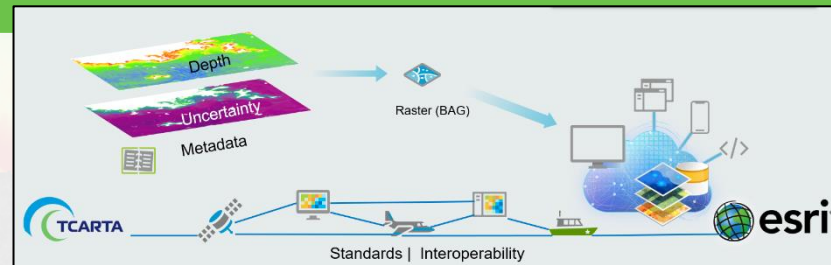 Depth
Uncertainty
Metadata
Raster (BAG)
</>
TCARTA
esri
Standards | Interoperability